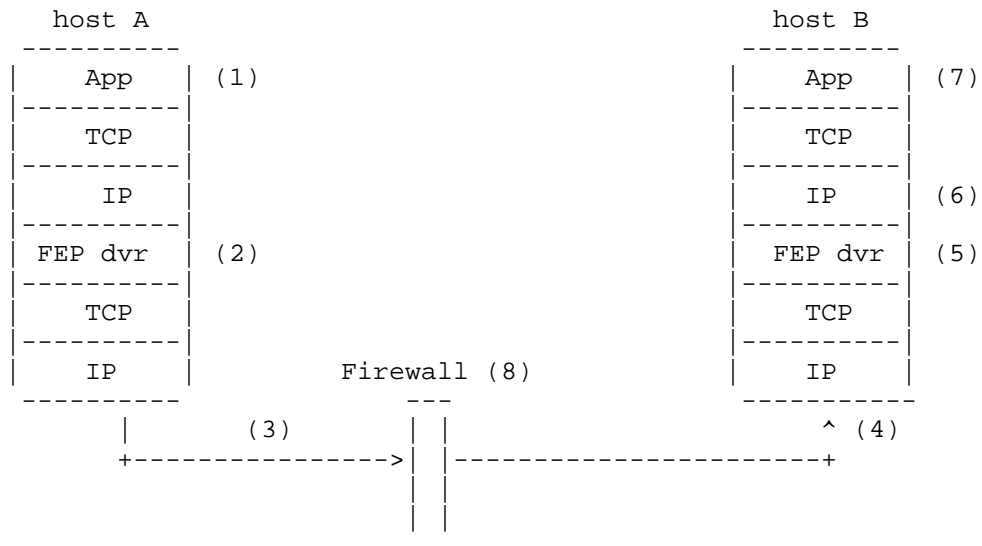 host A host B
App (1) App (7)
TCP TCP
IP IP (6)
FEP dvr (2) FEP dvr (5)
TCP TCP
IP Firewall (8) IP
(3) ^ (4)